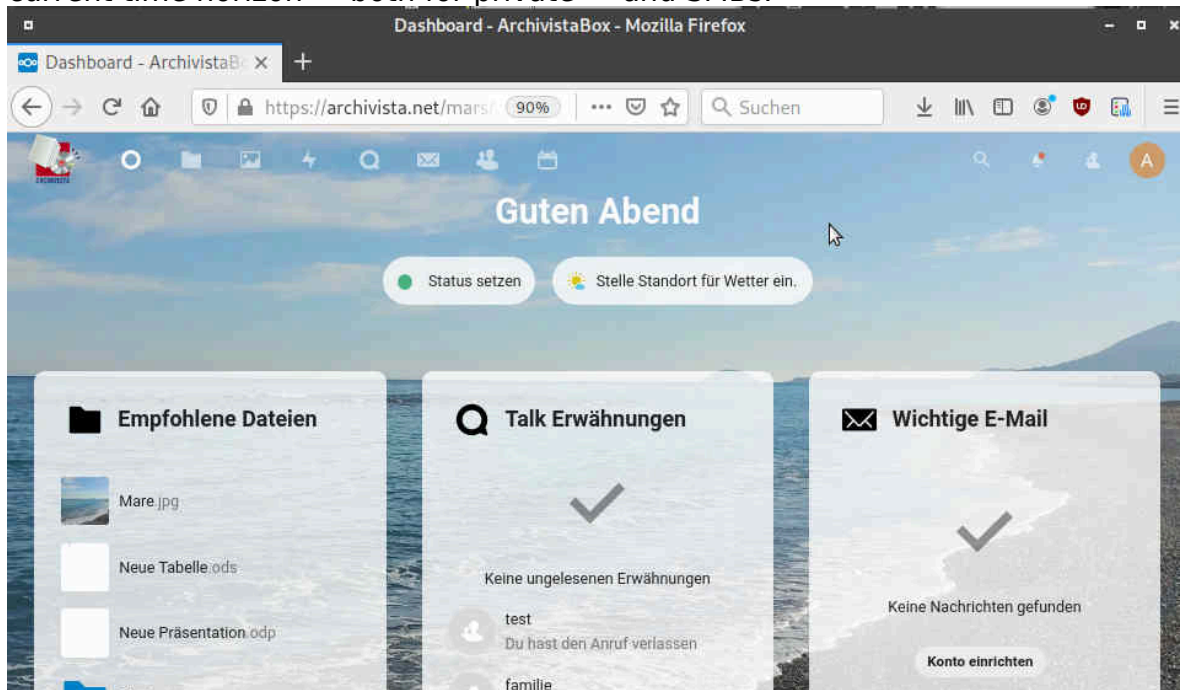 Dashboard - ArchivistaBox - Mozilla Firefox
Dashboard - ArchivistaB
https://archivista.net/mars/
90%
Suchen
ARCHIVISTA
A
Guten Abend
Status setzen
Stelle Standort für Wetter ein.
Empfohlene Dateien
Mare.jpg
Neue Tabelle.ods
Neue Präsentation.odp
Talk Erwähnungen
Keine ungelesenen Erwähnungen
test
Du hast den Anruf verlassen
familie
Wichtige E-Mail
Keine Nachrichten gefunden
Konto einrichten